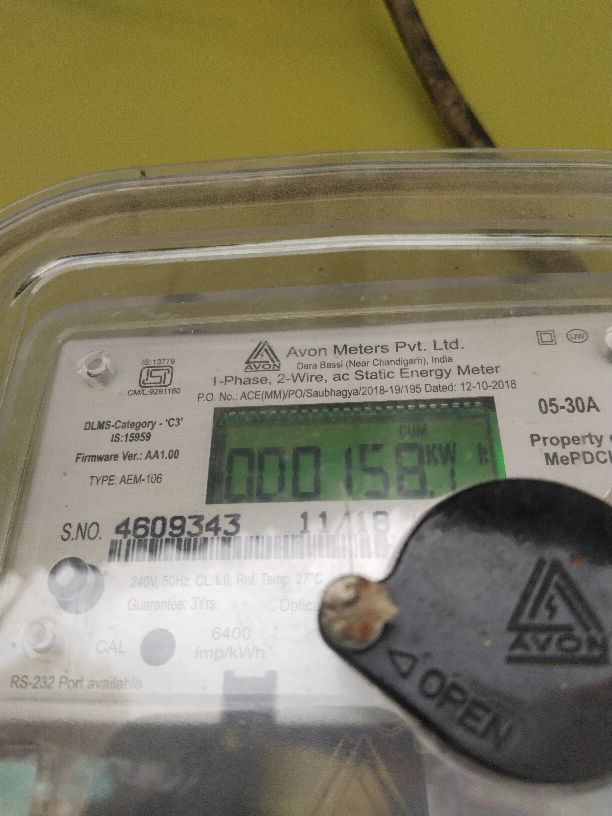 Avon Meters Pvt. Ltd.
AVON
Dara Bassi (Near Chandigarh), India
1-Phase, 2-Wire, ac Static Energy Meter
P.O. No.: ACE(MM)/PO/Saubhagya/2018-19/195 Dated: 12-10-2018
UW
IS:13779
ISI
CM/L:9291160
DLMS-Category - 'C3'
IS:15959
Firmware Ver.: AA1.00
TYPE: AEM-106
CUM
000158. KW
05-30A
Property
MePDC
S.NO. 4609343 11/18
240V, 50Hz, CL:1.0, Ref. Temp. 27°C
Guarantee: 3Yrs.
CAL
6400
imp/kWh
RS-232 Port available
AVON
OPEN